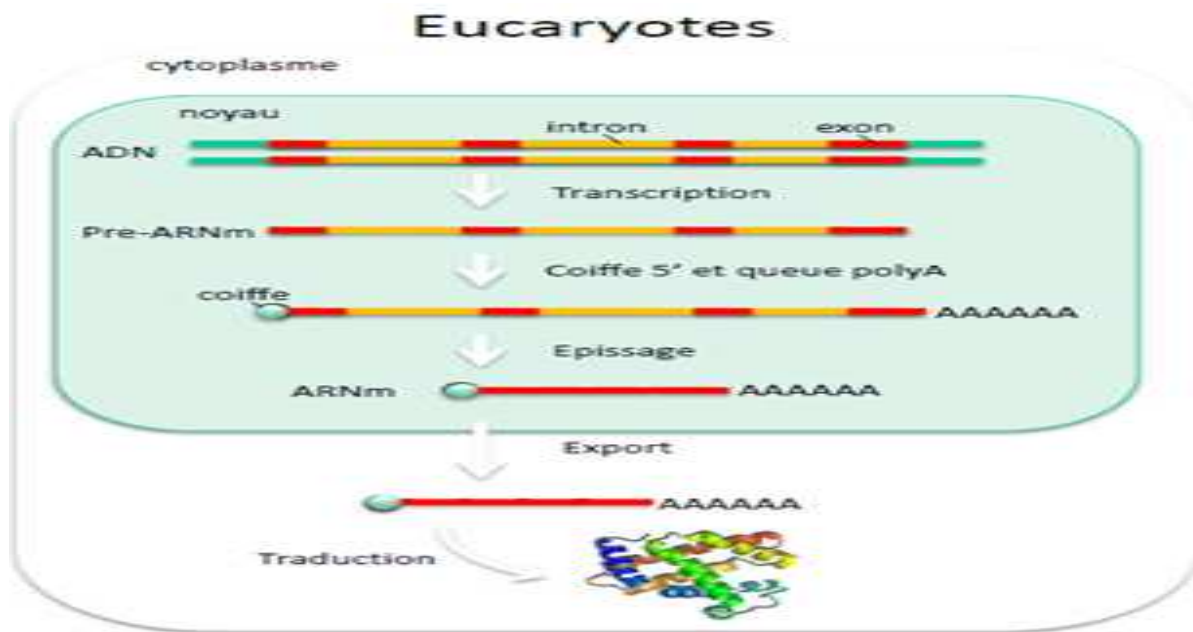 Eucaryotes
cytoplasme
noyau
intron
exon
ADN
Transcription
Pre-ARNm
Coiffe 5' et queue polyA
coiffe
AAAAAA
Epissage
ARNm
AAAAAA
Export
AAAAAA
Traduction